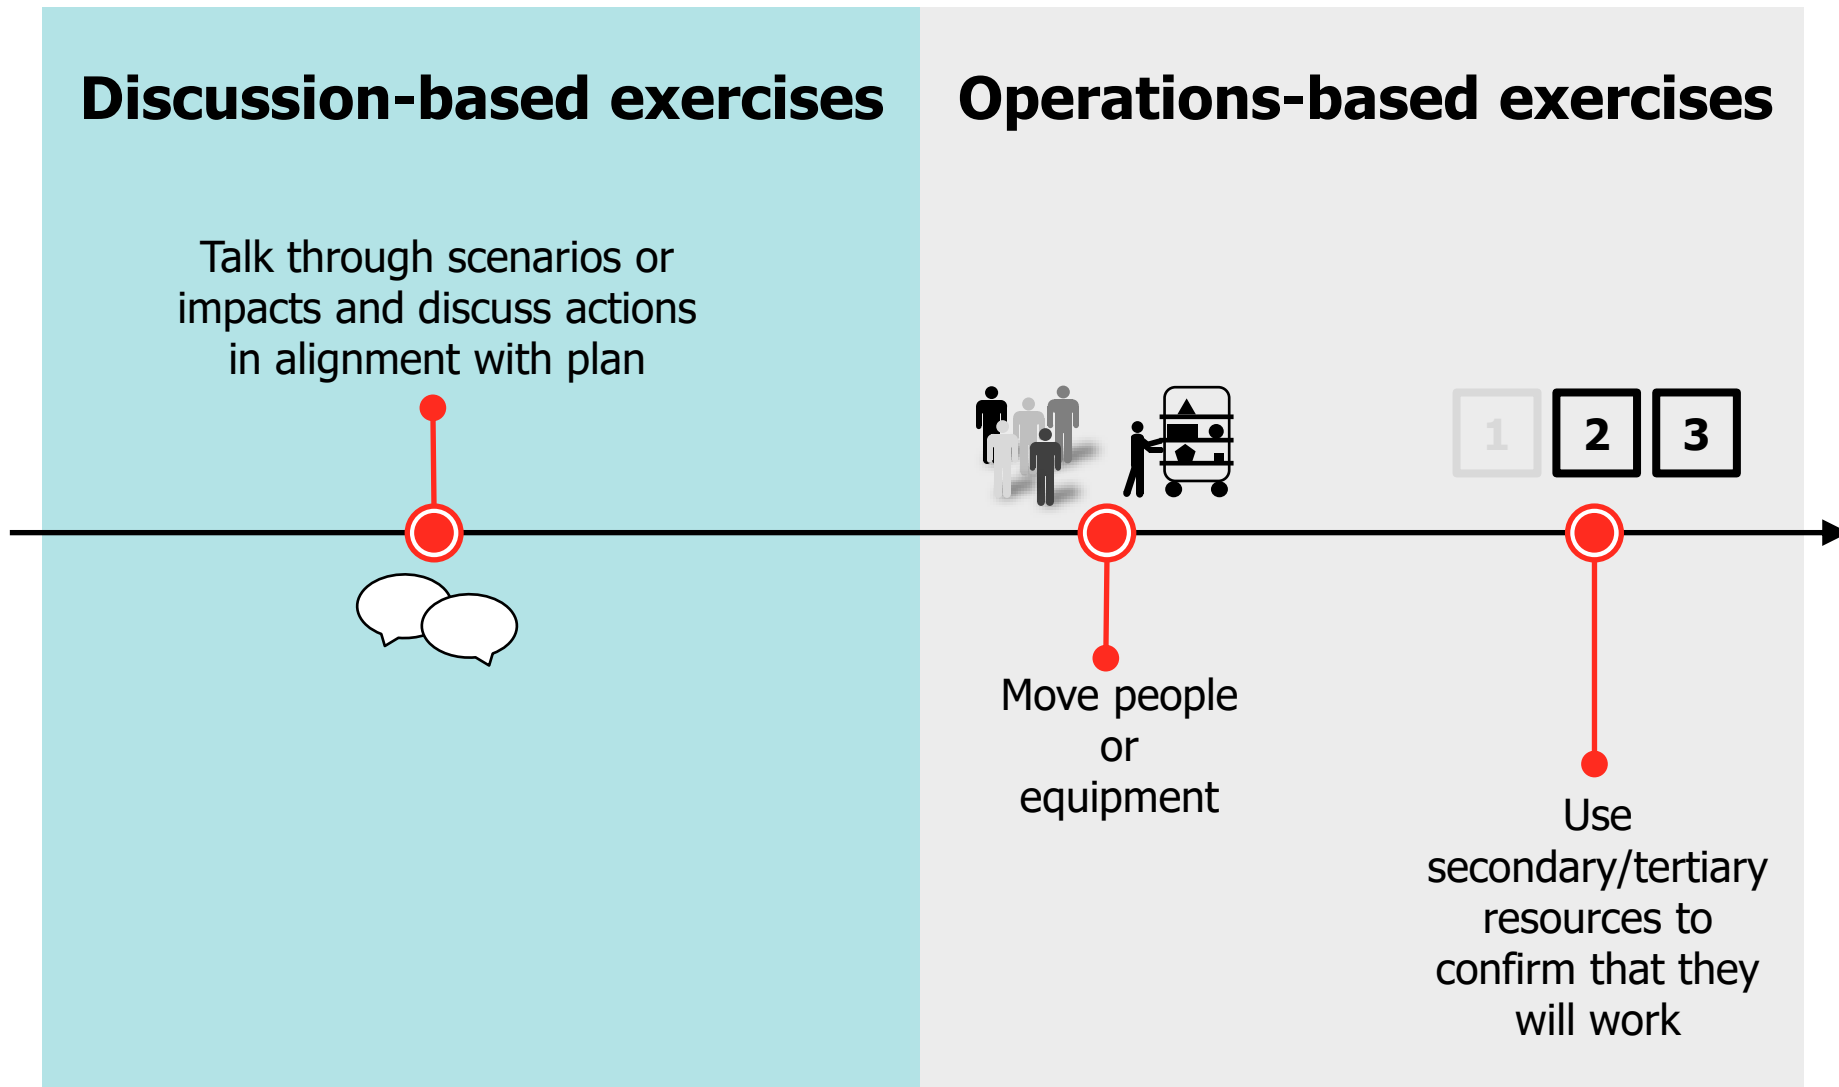 Discussion-based exercises
Operations-based exercises
Talk through scenarios or
impacts and discuss actions
in alignment with plan
1 2 3
Move people
or
equipment
Use
secondary/tertiary
resources to
confirm that they
will work